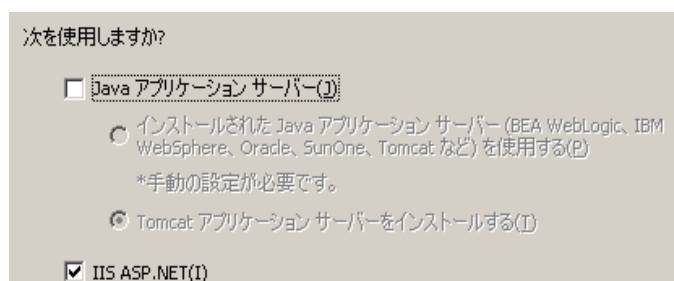 次を使用しますか?
Java アプリケーション サーバー(J)
インストールされた Java アプリケーション サーバー (BEA WebLogic、IBM
WebSphere、Oracle、SunOne、Tomcat など) を使用する(P)
*手動の設定が必要です。
Tomcat アプリケーション サーバーをインストールする(T)
IIS ASP.NET(I)